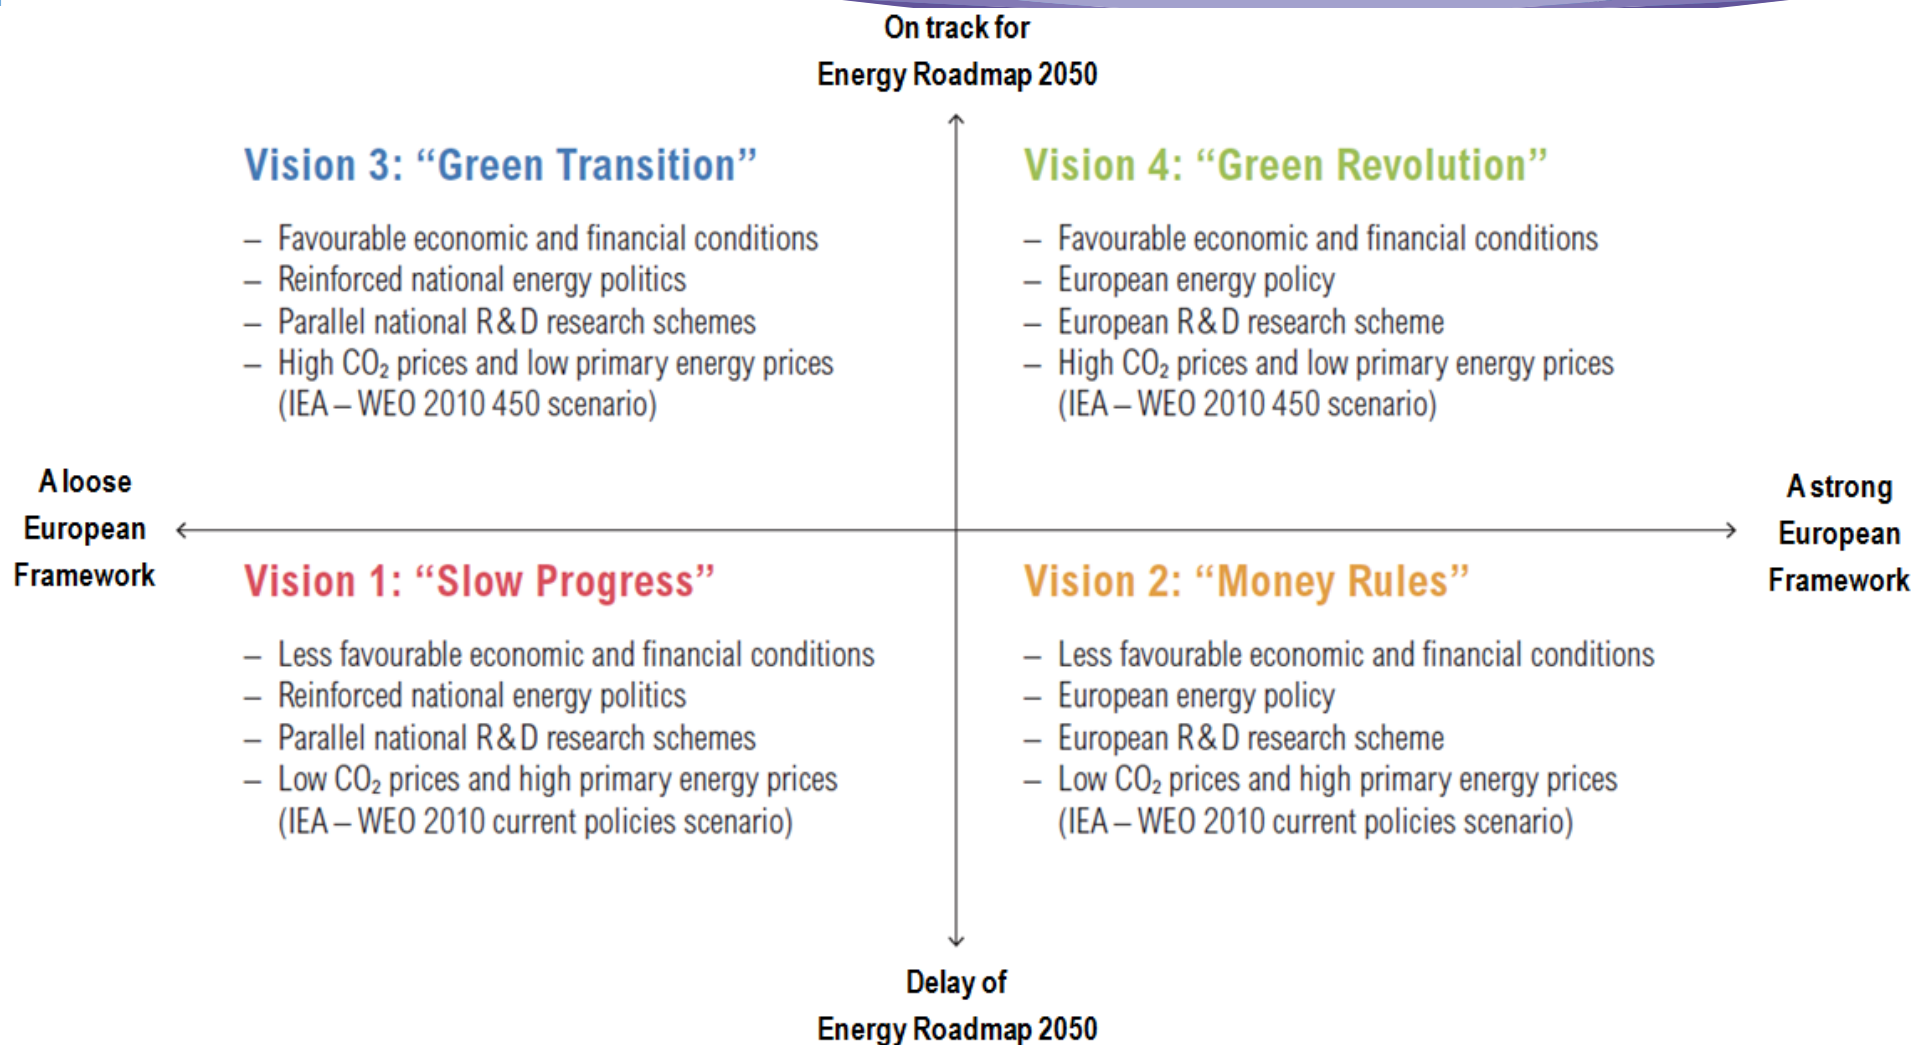 On track for
Energy Roadmap 2050
Vision 3: “Green Transition”
– Favourable economic and financial conditions
– Reinforced national energy politics
– Parallel national R&D research schemes
– High CO₂ prices and low primary energy prices
(IEA – WEO 2010 450 scenario)
Vision 4: “Green Revolution”
– Favourable economic and financial conditions
– European energy policy
– European R&D research scheme
– High CO₂ prices and low primary energy prices
(IEA – WEO 2010 450 scenario)
A loose
European
Framework
A strong
European
Framework
Vision 1: “Slow Progress”
– Less favourable economic and financial conditions
– Reinforced national energy politics
– Parallel national R&D research schemes
– Low CO₂ prices and high primary energy prices
(IEA – WEO 2010 current policies scenario)
Vision 2: “Money Rules”
– Less favourable economic and financial conditions
– European energy policy
– European R&D research scheme
– Low CO₂ prices and high primary energy prices
(IEA – WEO 2010 current policies scenario)
Delay of
Energy Roadmap 2050